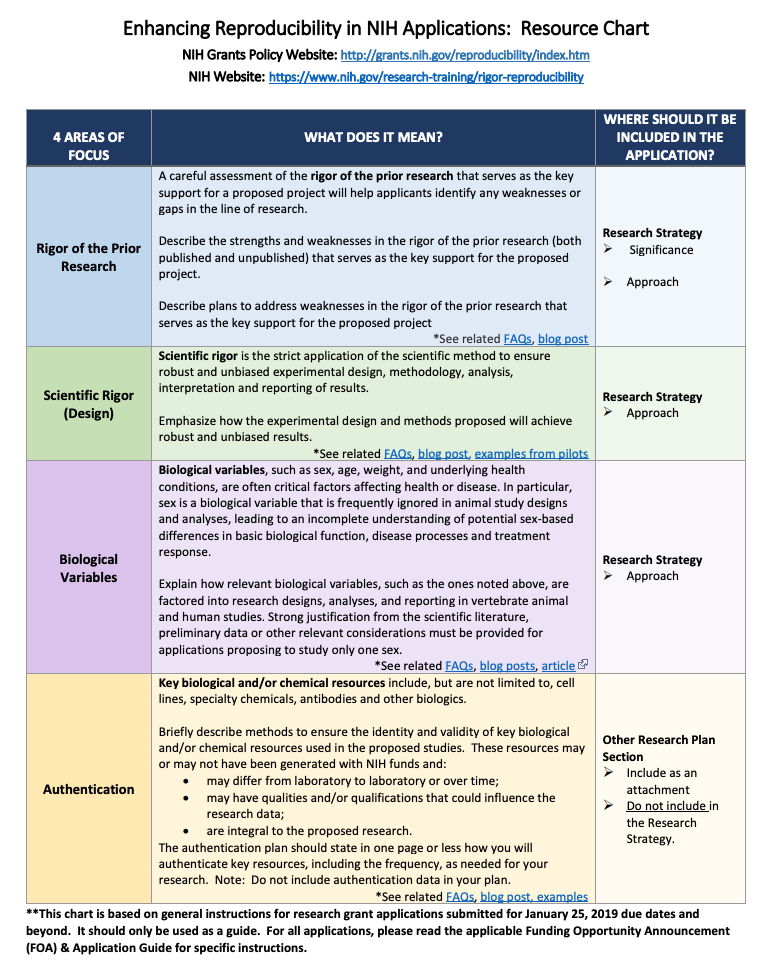 Enhancing Reproducibility in NIH Applications: Resource Chart
NIH Grants Policy Website: http://grants.nih.gov/reproducibility/index.htm
NIH Website: https://www.nih.gov/research-training/rigor-reproducibility
4 AREAS OF
FOCUS
WHAT DOES IT MEAN?
WHERE SHOULD IT BE
INCLUDED IN THE
APPLICATION?
Rigor of the Prior
Research
A careful assessment of the rigor of the prior research that serves as the key
support for a proposed project will help applicants identify any weaknesses or
gaps in the line of research.
Describe the strengths and weaknesses in the rigor of the prior research (both
published and unpublished) that serves as the key support for the proposed
project.
Describe plans to address weaknesses in the rigor of the prior research that
serves as the key support for the proposed project
*See related FAQs, blog post
Research Strategy
➢ Significance
➢ Approach
Scientific Rigor
(Design)
Scientific rigor is the strict application of the scientific method to ensure
robust and unbiased experimental design, methodology, analysis,
interpretation and reporting of results.
Emphasize how the experimental design and methods proposed will achieve
robust and unbiased results.
*See related FAQs, blog post, examples from pilots
Research Strategy
➢ Approach
Biological
Variables
Biological variables, such as sex, age, weight, and underlying health
conditions, are often critical factors affecting health or disease. In particular,
sex is a biological variable that is frequently ignored in animal study designs
and analyses, leading to an incomplete understanding of potential sex-based
differences in basic biological function, disease processes and treatment
response.
Explain how relevant biological variables, such as the ones noted above, are
factored into research designs, analyses, and reporting in vertebrate animal
and human studies. Strong justification from the scientific literature,
preliminary data or other relevant considerations must be provided for
applications proposing to study only one sex.
*See related FAQs, blog posts, article
Research Strategy
➢ Approach
Authentication
Key biological and/or chemical resources include, but are not limited to, cell
lines, specialty chemicals, antibodies and other biologics.
Briefly describe methods to ensure the identity and validity of key biological
and/or chemical resources used in the proposed studies. These resources may
or may not have been generated with NIH funds and:
• may differ from laboratory to laboratory or over time;
• may have qualities and/or qualifications that could influence the
research data;
• are integral to the proposed research.
The authentication plan should state in one page or less how you will
authenticate key resources, including the frequency, as needed for your
research. Note: Do not include authentication data in your plan.
*See related FAQs, blog post, examples
Other Research Plan
Section
➢ Include as an
attachment
➢ Do not include in
the Research
Strategy.
**This chart is based on general instructions for research grant applications submitted for January 25, 2019 due dates and
beyond. It should only be used as a guide. For all applications, please read the applicable Funding Opportunity Announcement
(FOA) & Application Guide for specific instructions.